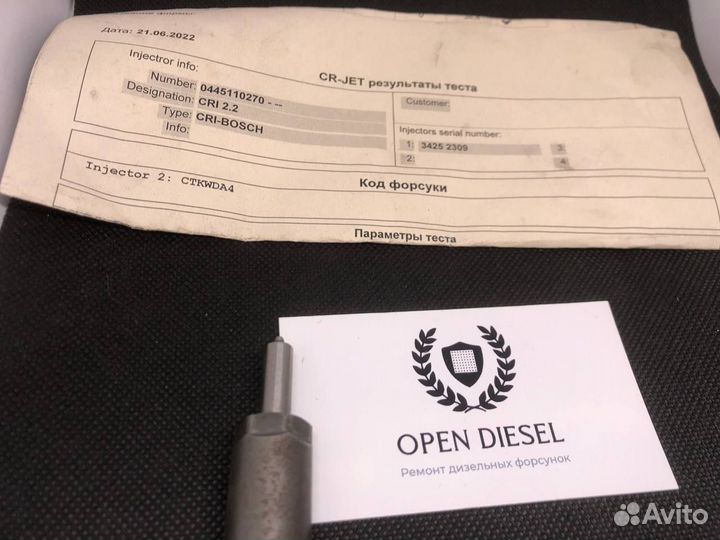 Дата: 21.06.2022
CR-JET результаты теста
Injectror info:
Number: 0445110270 - --
Designation: CRI 2.2
Type: CRI-BOSCH
Info:
Customer:
Injectors serial number:
1: 3425 2309 3:
2: 4:
Код форсуки
Injector 2: CTKWDA4
Параметры теста
OPEN DIESEL
Ремонт дизельных форсунок
Avito